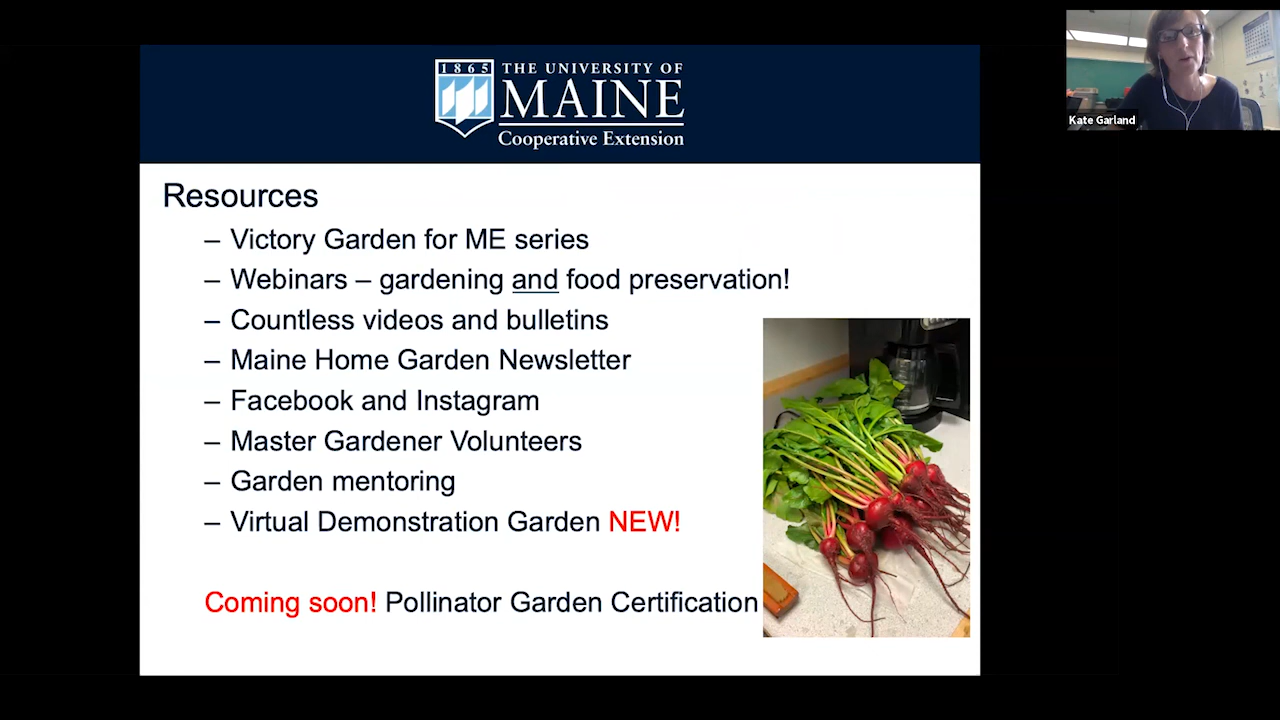 1865
THE UNIVERSITY OF
MAINE
Cooperative Extension
Kate Garland
Resources
– Victory Garden for ME series
– Webinars – gardening and food preservation!
– Countless videos and bulletins
– Maine Home Garden Newsletter
– Facebook and Instagram
– Master Gardener Volunteers
– Garden mentoring
– Virtual Demonstration Garden NEW!
Coming soon! Pollinator Garden Certification